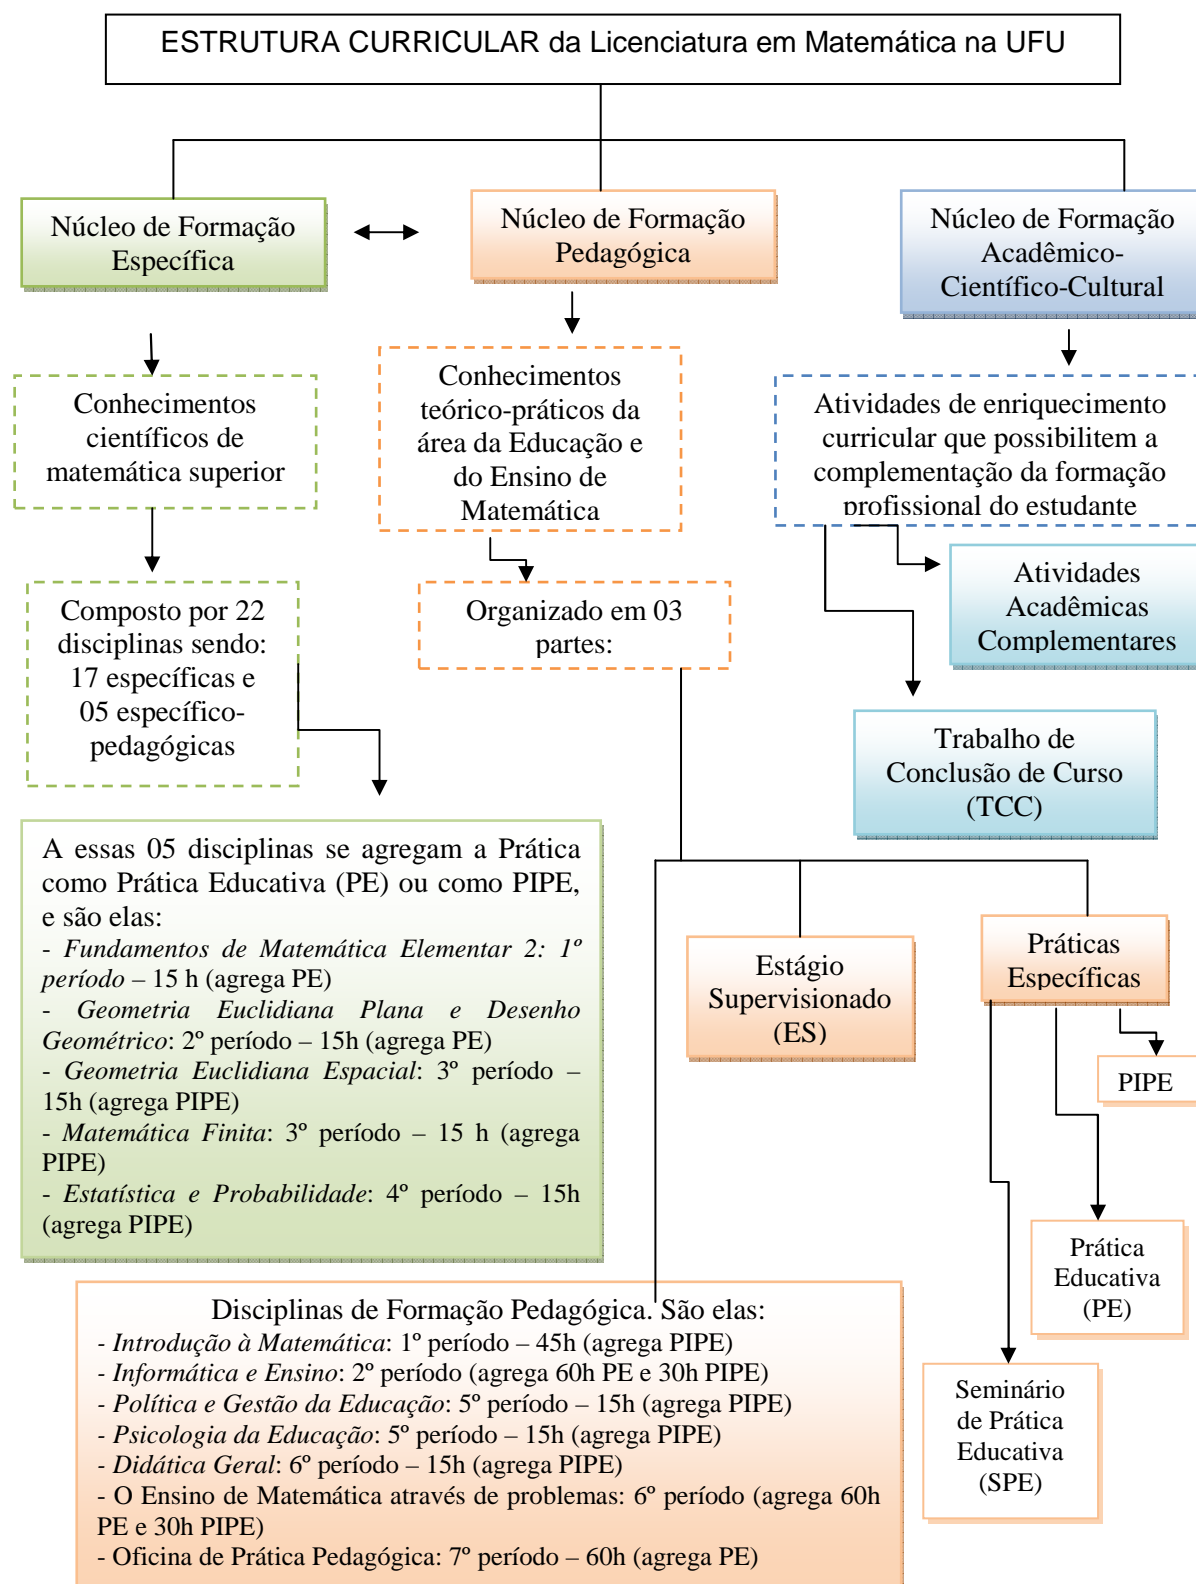 ESTRUTURA CURRICULAR da Licenciatura em Matemática na UFU
Núcleo de Formação
Específica
Núcleo de Formação
Pedagógica
Núcleo de Formação
Acadêmico-
Científico-Cultural
Conhecimentos
científicos de
matemática superior
Conhecimentos
teórico-práticos da
área da Educação e
do Ensino de
Matemática
Atividades de enriquecimento
curricular que possibilitem a
complementação da formação
profissional do estudante
Composto por 22
disciplinas sendo:
17 específicas e
05 específico-
pedagógicas
Organizado em 03
partes:
Atividades
Acadêmicas
Complementares
Trabalho de
Conclusão de Curso
(TCC)
A essas 05 disciplinas se agregam a Prática
como Prática Educativa (PE) ou como PIPE,
e são elas:
- Fundamentos de Matemática Elementar 2: 1º
período – 15 h (agrega PE)
- Geometria Euclidiana Plana e Desenho
Geométrico: 2º período – 15h (agrega PE)
- Geometria Euclidiana Espacial: 3º período –
15h (agrega PIPE)
- Matemática Finita: 3º período – 15 h (agrega
PIPE)
- Estatística e Probabilidade: 4º período – 15h
(agrega PIPE)
Estágio
Supervisionado
(ES)
Práticas
Específicas
PIPE
Prática
Educativa
(PE)
Seminário
de Prática
Educativa
(SPE)
Disciplinas de Formação Pedagógica. São elas:
- Introdução à Matemática: 1º período – 45h (agrega PIPE)
- Informática e Ensino: 2º período (agrega 60h PE e 30h PIPE)
- Política e Gestão da Educação: 5º período – 15h (agrega PIPE)
- Psicologia da Educação: 5º período – 15h (agrega PIPE)
- Didática Geral: 6º período – 15h (agrega PIPE)
- O Ensino de Matemática através de problemas: 6º período (agrega 60h
PE e 30h PIPE)
- Oficina de Prática Pedagógica: 7º período – 60h (agrega PE)